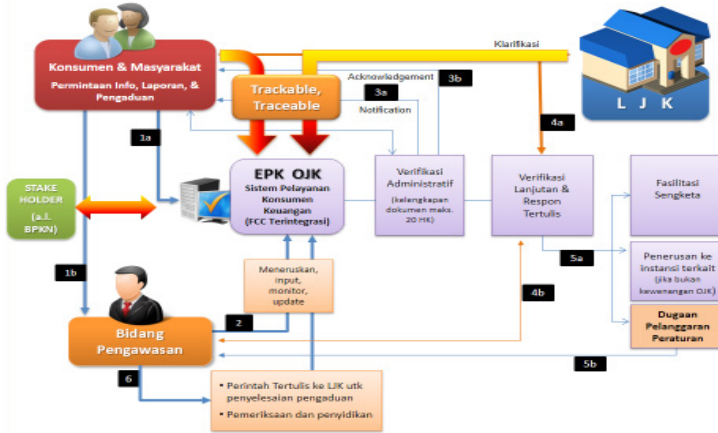 Konsumen & Masyarakat
Permintaan Info, Laporan, &
Pengaduan
Klarifikasi
L J K
Trackable,
Traceable
Acknowledgement
3b
3a
Notification
4a
1a
EPK OJK
Sistem Pelayanan
Konsumen
Keuangan
(FCC Terintegrasi)
Verifikasi
Administratif
(kelengkapan
dokumen maks.
20 HK)
Verifikasi
Lanjutan &
Respon
Tertulis
Fasilitasi
Sengketa
STAKE
HOLDER
(a.l.
BPKN)
5a
Penerusan ke
instansi terkait
(jika bukan
kewenangan OJK)
1b
Meneruskan,
input,
monitor,
update
4b
Dugaan
Pelanggaran
Peraturan
2
Bidang
Pengawasan
5b
6
• Perintah Tertulis ke LJK utk
penyelesaian pengaduan
• Pemeriksaan dan penyidikan